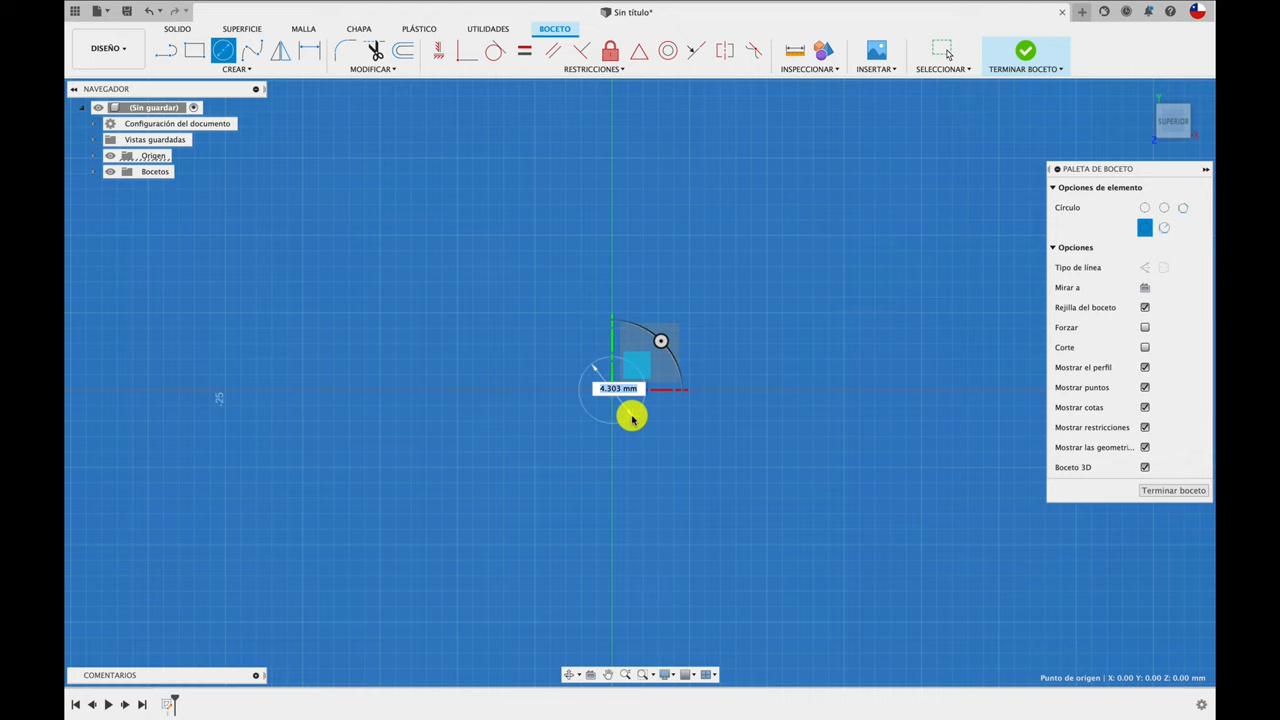 Sin título*
SOLIDO
SUPERFICIE
MALLA
CHAPA
PLÁSTICO
UTILIDADES
BOCETO
DISEÑO
CREAR
MODIFICAR
RESTRICCIONES
INSPECCIONAR
INSERTAR
SELECCIONAR
TERMINAR BOCETO
NAVEGADOR
(Sin guardar)
Configuración del documento
Vistas guardadas
Origen
Bocetos
Y
SUPERIOR
X
Z
PALETA DE BOCETO
Opciones de elemento
Círculo
Opciones
Tipo de línea
Mirar a
Rejilla del boceto
Forzar
Corte
Mostrar el perfil
Mostrar puntos
Mostrar cotas
Mostrar restricciones
Mostrar las geometrí...
Boceto 3D
Terminar boceto
4.303 mm
-25
COMENTARIOS
Punto de origen | X: 0.00 Y: 0.00 Z: 0.00 mm